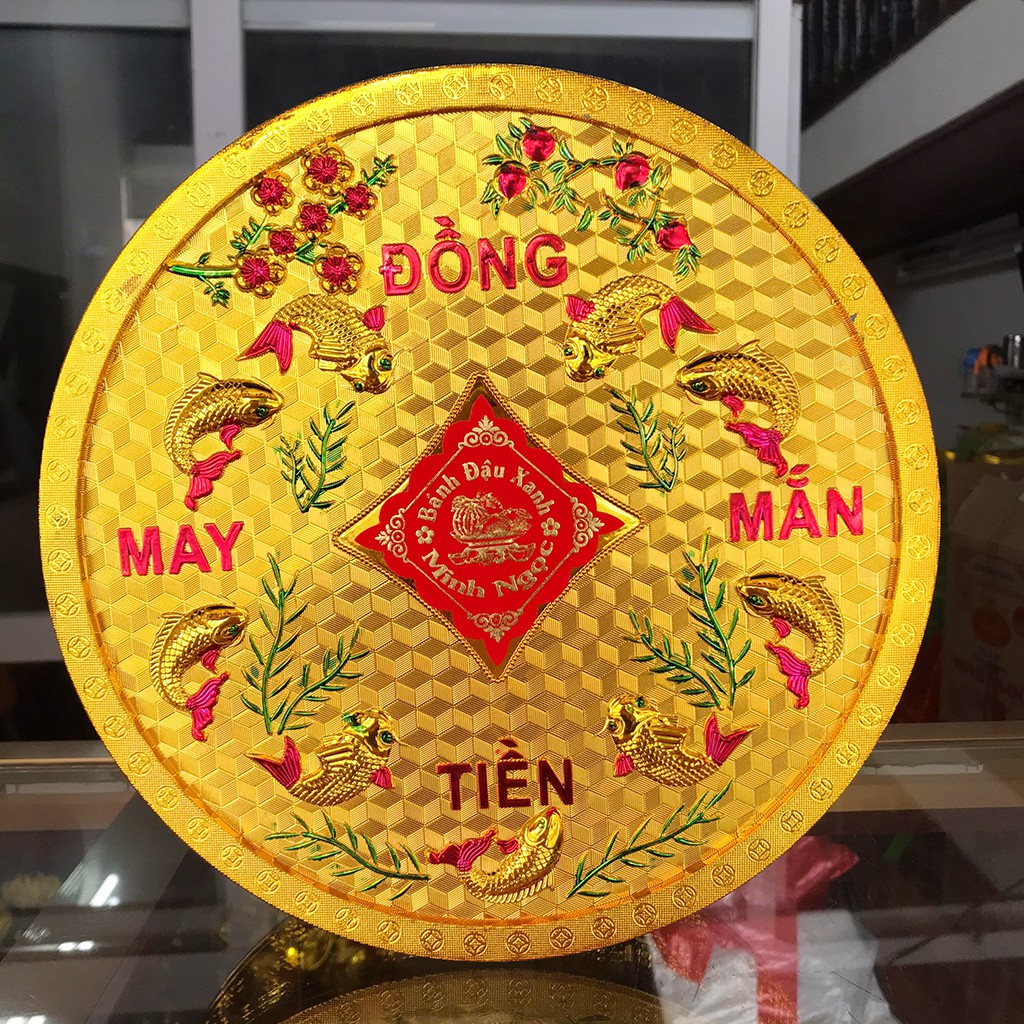 ĐỒNG
MAY
MẮN
Bánh Đậu Xanh
Minh Ngọc
TIỀN